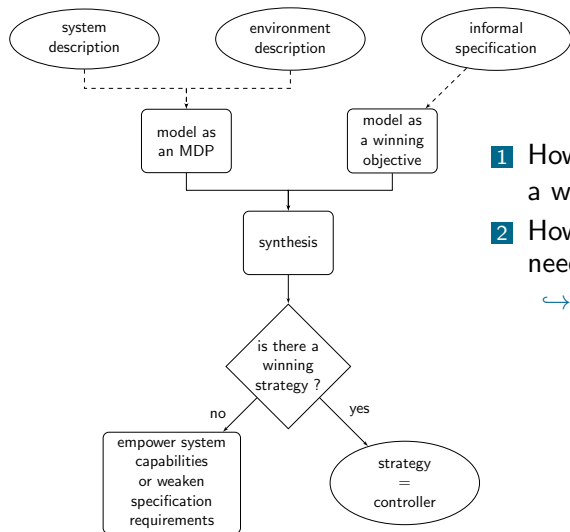 system
description
environment
description
informal
specification
model as
an MDP
model as
a winning
objective
synthesis
is there a
winning
strategy ?
no
yes
empower system
capabilities
or weaken
specification
requirements
strategy
=
controller
1 How
a w
2 How
need
↪